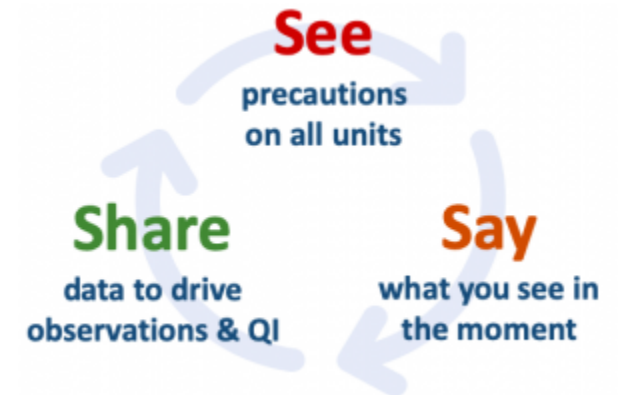 See
precautions
on all units
Say
what you see in
the moment
Share
data to drive
observations & QI